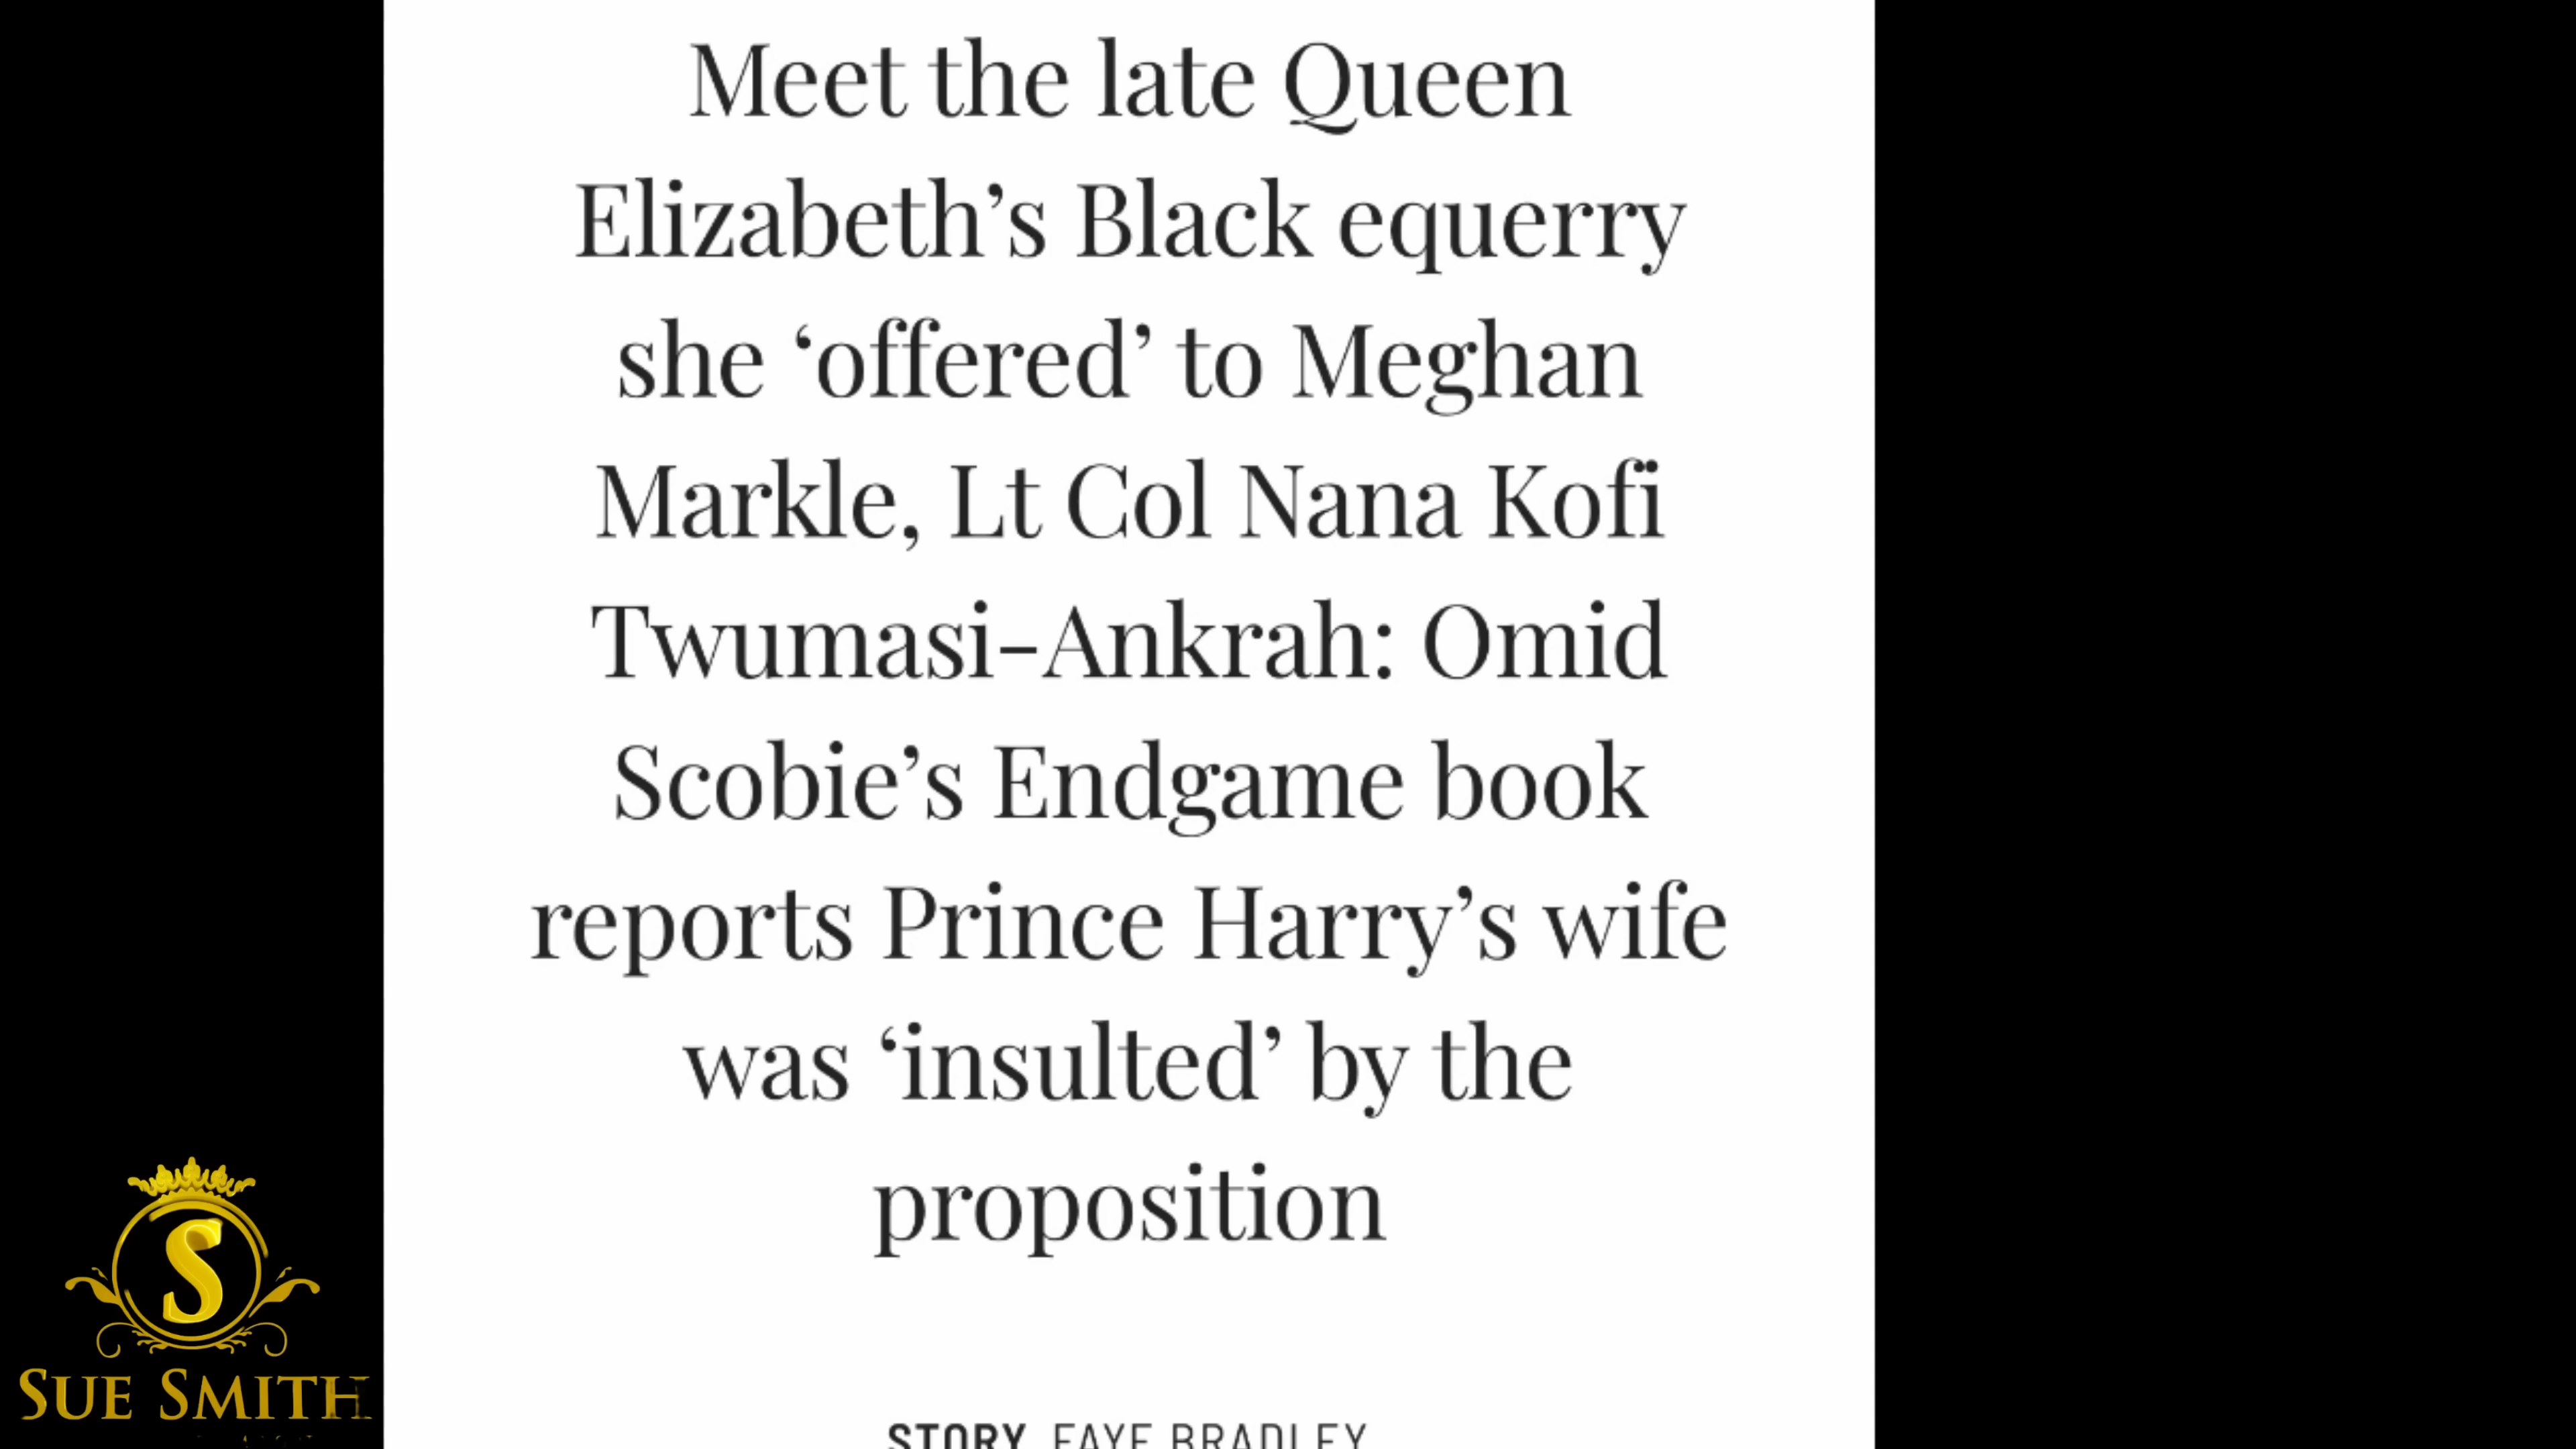 Meet the late Queen
Elizabeth’s Black equerry
she ‘offered’ to Meghan
Markle, Lt Col Nana Kofi
Twumasi–Ankrah: Omid
Scobie’s Endgame book
reports Prince Harry’s wife
was ‘insulted’ by the
proposition
STORY FAYE BRADLEY
S
SUE SMITH